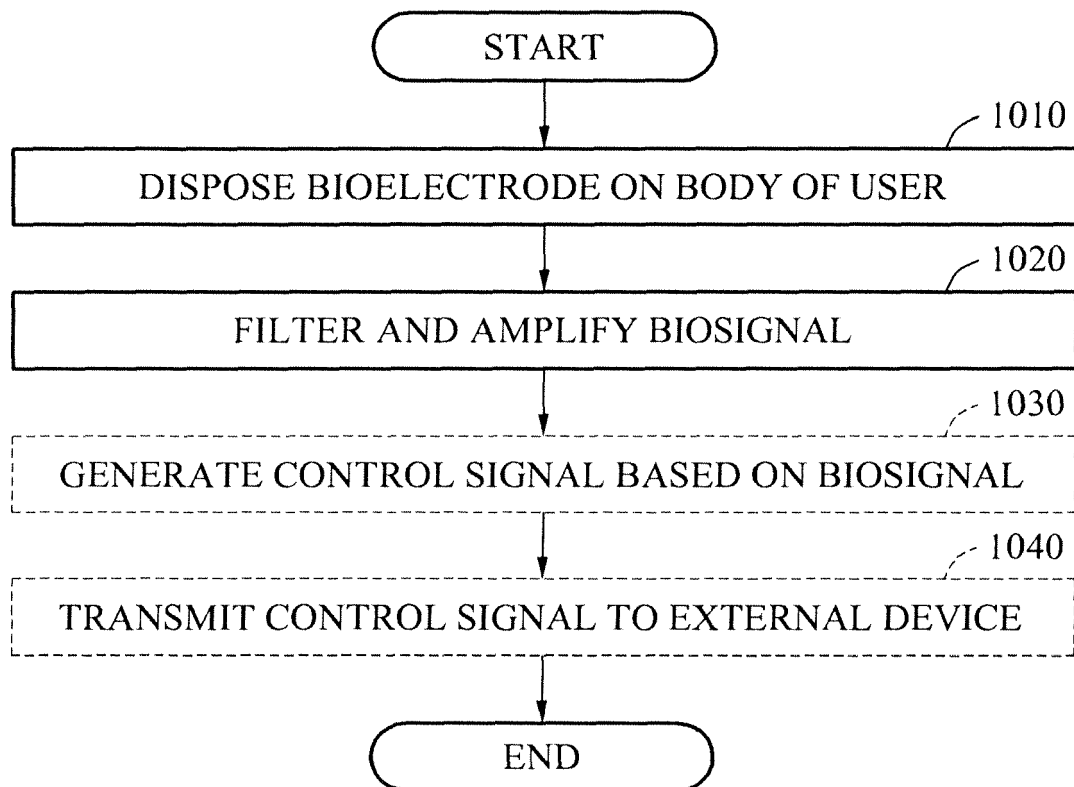 START
1010
DISPOSE BIOELECTRODE ON BODY OF USER
1020
FILTER AND AMPLIFY BIOSIGNAL
1030
GENERATE CONTROL SIGNAL BASED ON BIOSIGNAL
1040
TRANSMIT CONTROL SIGNAL TO EXTERNAL DEVICE
END